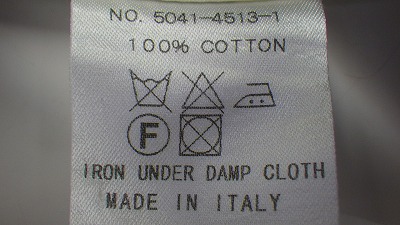 NO. 5041-4513-1
100% COTTON
F
IRON UNDER DAMP CLOTH
MADE IN ITALY